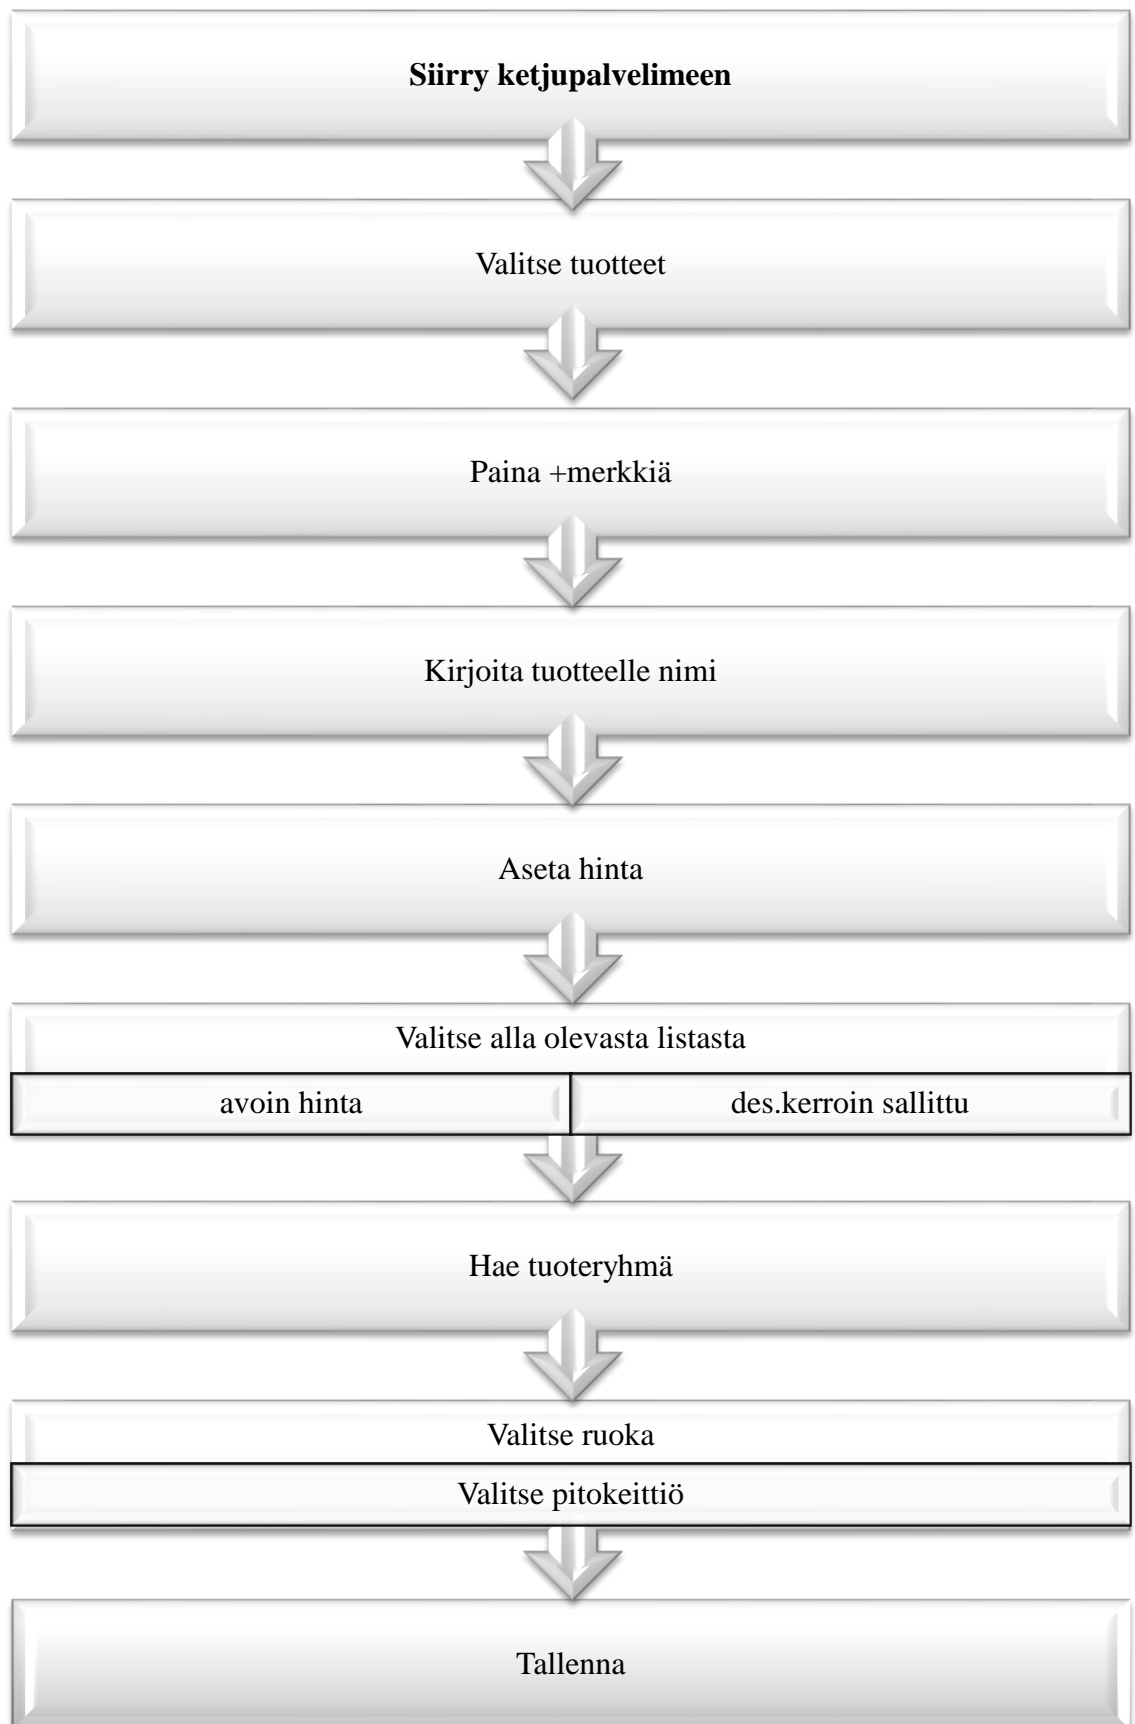 Siirry ketjupalvelimeen
Valitse tuotteet
Paina +merkkiä
Kirjoita tuotteelle nimi
Aseta hinta
Valitse alla olevasta listasta
avoin hinta
des.kerroin sallittu
Hae tuoteryhmä
Valitse ruoka
Valitse pitokeittiö
Tallenna